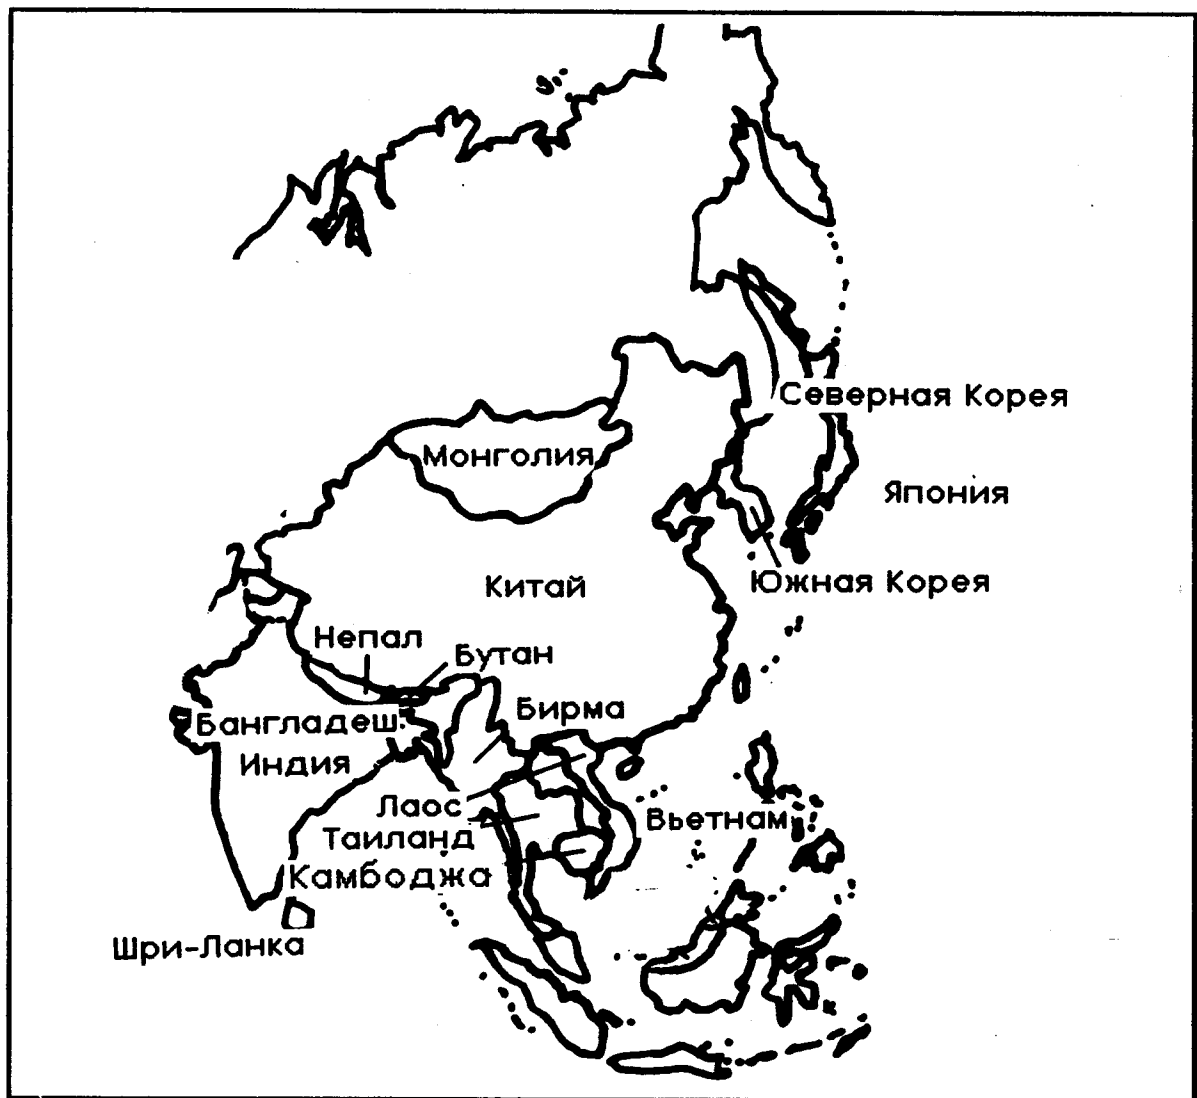 Северная Корея
Монголия
Япония
Китай
Южная Корея
Непал
Бутан
Бирма
Бангладеш
Индия
Лаос
Вьетнам
Таиланд
Камбоджа
Шри-Ланка